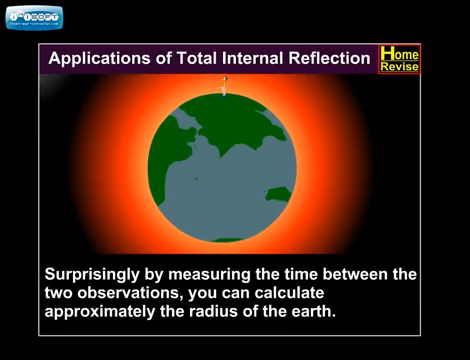 Applications of Total Internal Reflection
Home
Revise
Surprisingly by measuring the time between the
two observations, you can calculate
approximately the radius of the earth.